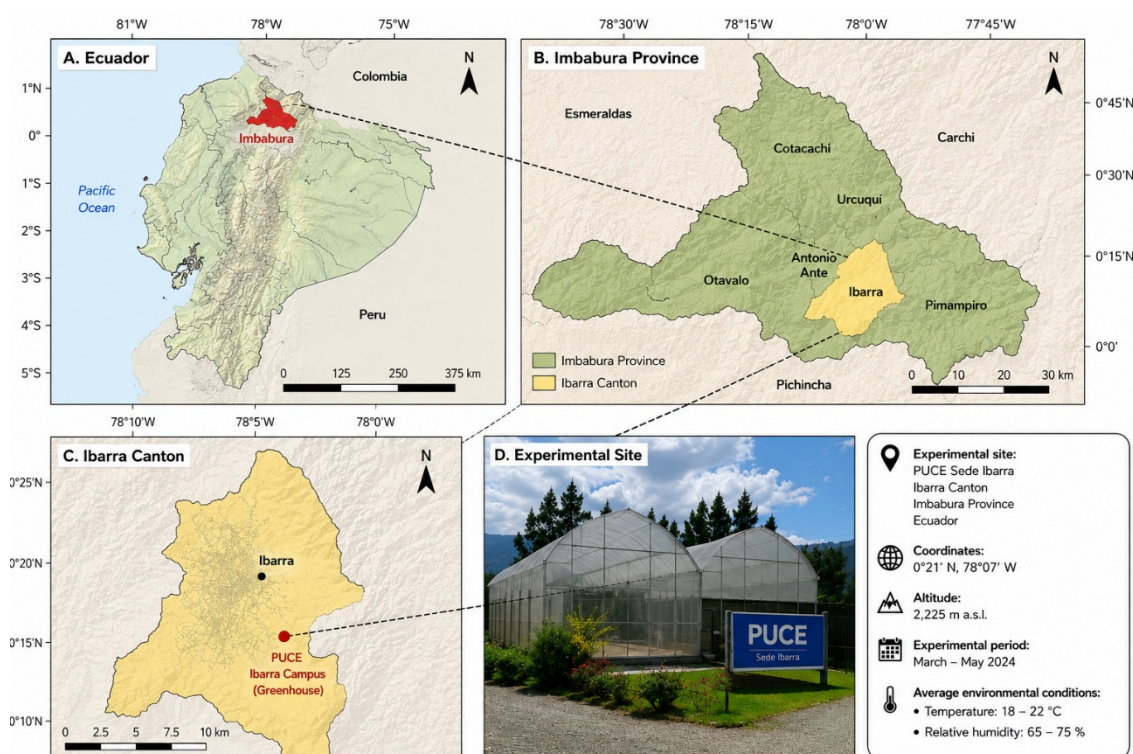 81°W
78°W
75°W
A. Ecuador
N
Colombia
1°N
0°
1°S
2°S
3°S
4°S
5°S
Imbabura
Pacific
Ocean
Peru
0 125 250 375 km
78°30'W
78°15'W
78°00'W
77°45'W
B. Imbabura Province
N
Esmeraldas
Carchi
Cotacachi
Urcuquí
Antonio
Ante
Otavalo
Ibarra
Pimampiro
Pichincha
0°45'N
0°30'N
0°15'N
0°0'
Imbabura Province
Ibarra Canton
0 10 20 30 km
78°10'W
78°5'W
78°0'W
C. Ibarra Canton
N
0°25'N
0°20'N
0°15'N
0°10'N
Ibarra
PUCE
Ibarra Campus
(Greenhouse)
0 2.5 5 7.5 10 km
D. Experimental Site
PUCE
Sede Ibarra
Experimental site:
PUCE Sede Ibarra
Ibarra Canton
Imbabura Province
Ecuador
Coordinates:
0°21' N, 78°07' W
Altitude:
2,225 m a.s.l.
Experimental period:
March – May 2024
Average environmental conditions:
• Temperature: 18 – 22 °C
• Relative humidity: 65 – 75 %